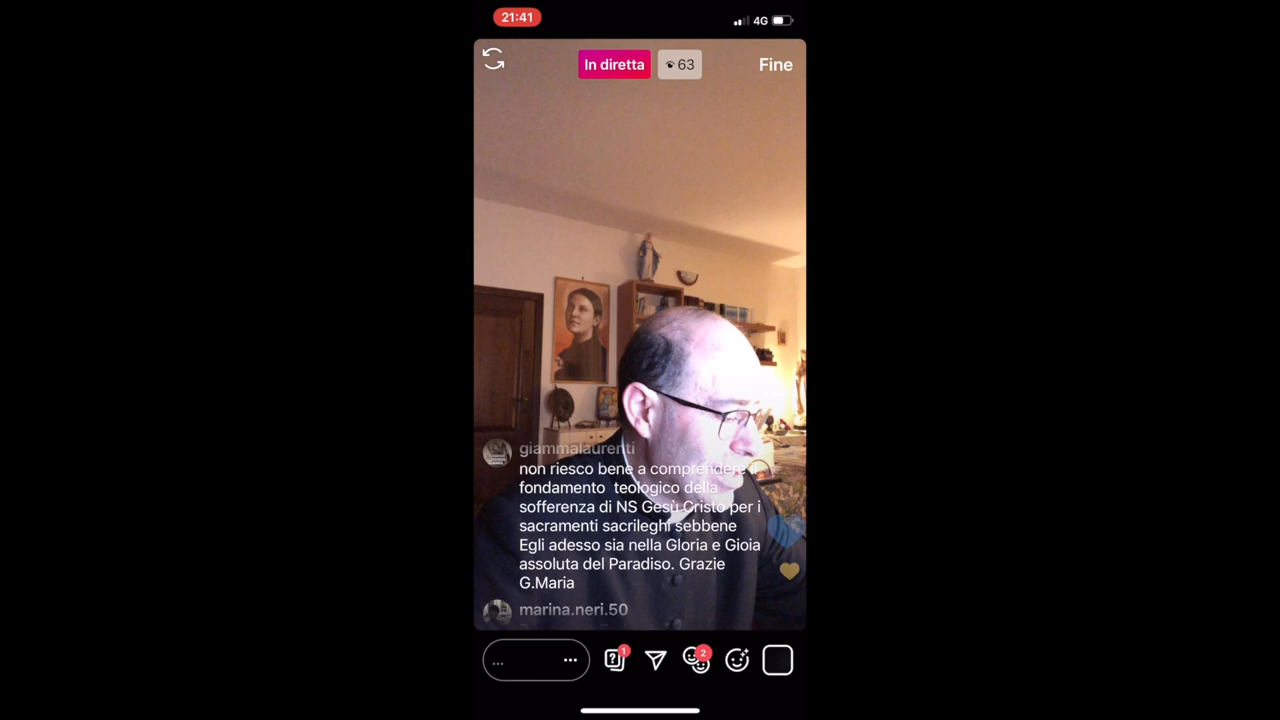 21:41
4G
In diretta
63
Fine
giammalaurenti
non riesco bene a comprendere il
fondamento teologico della
sofferenza di NS Gesù Cristo per i
sacramenti sacrileghi sebbene
Egli adesso sia nella Gloria e Gioia
assoluta del Paradiso. Grazie
G.Maria
marina.neri.50
...
1
2